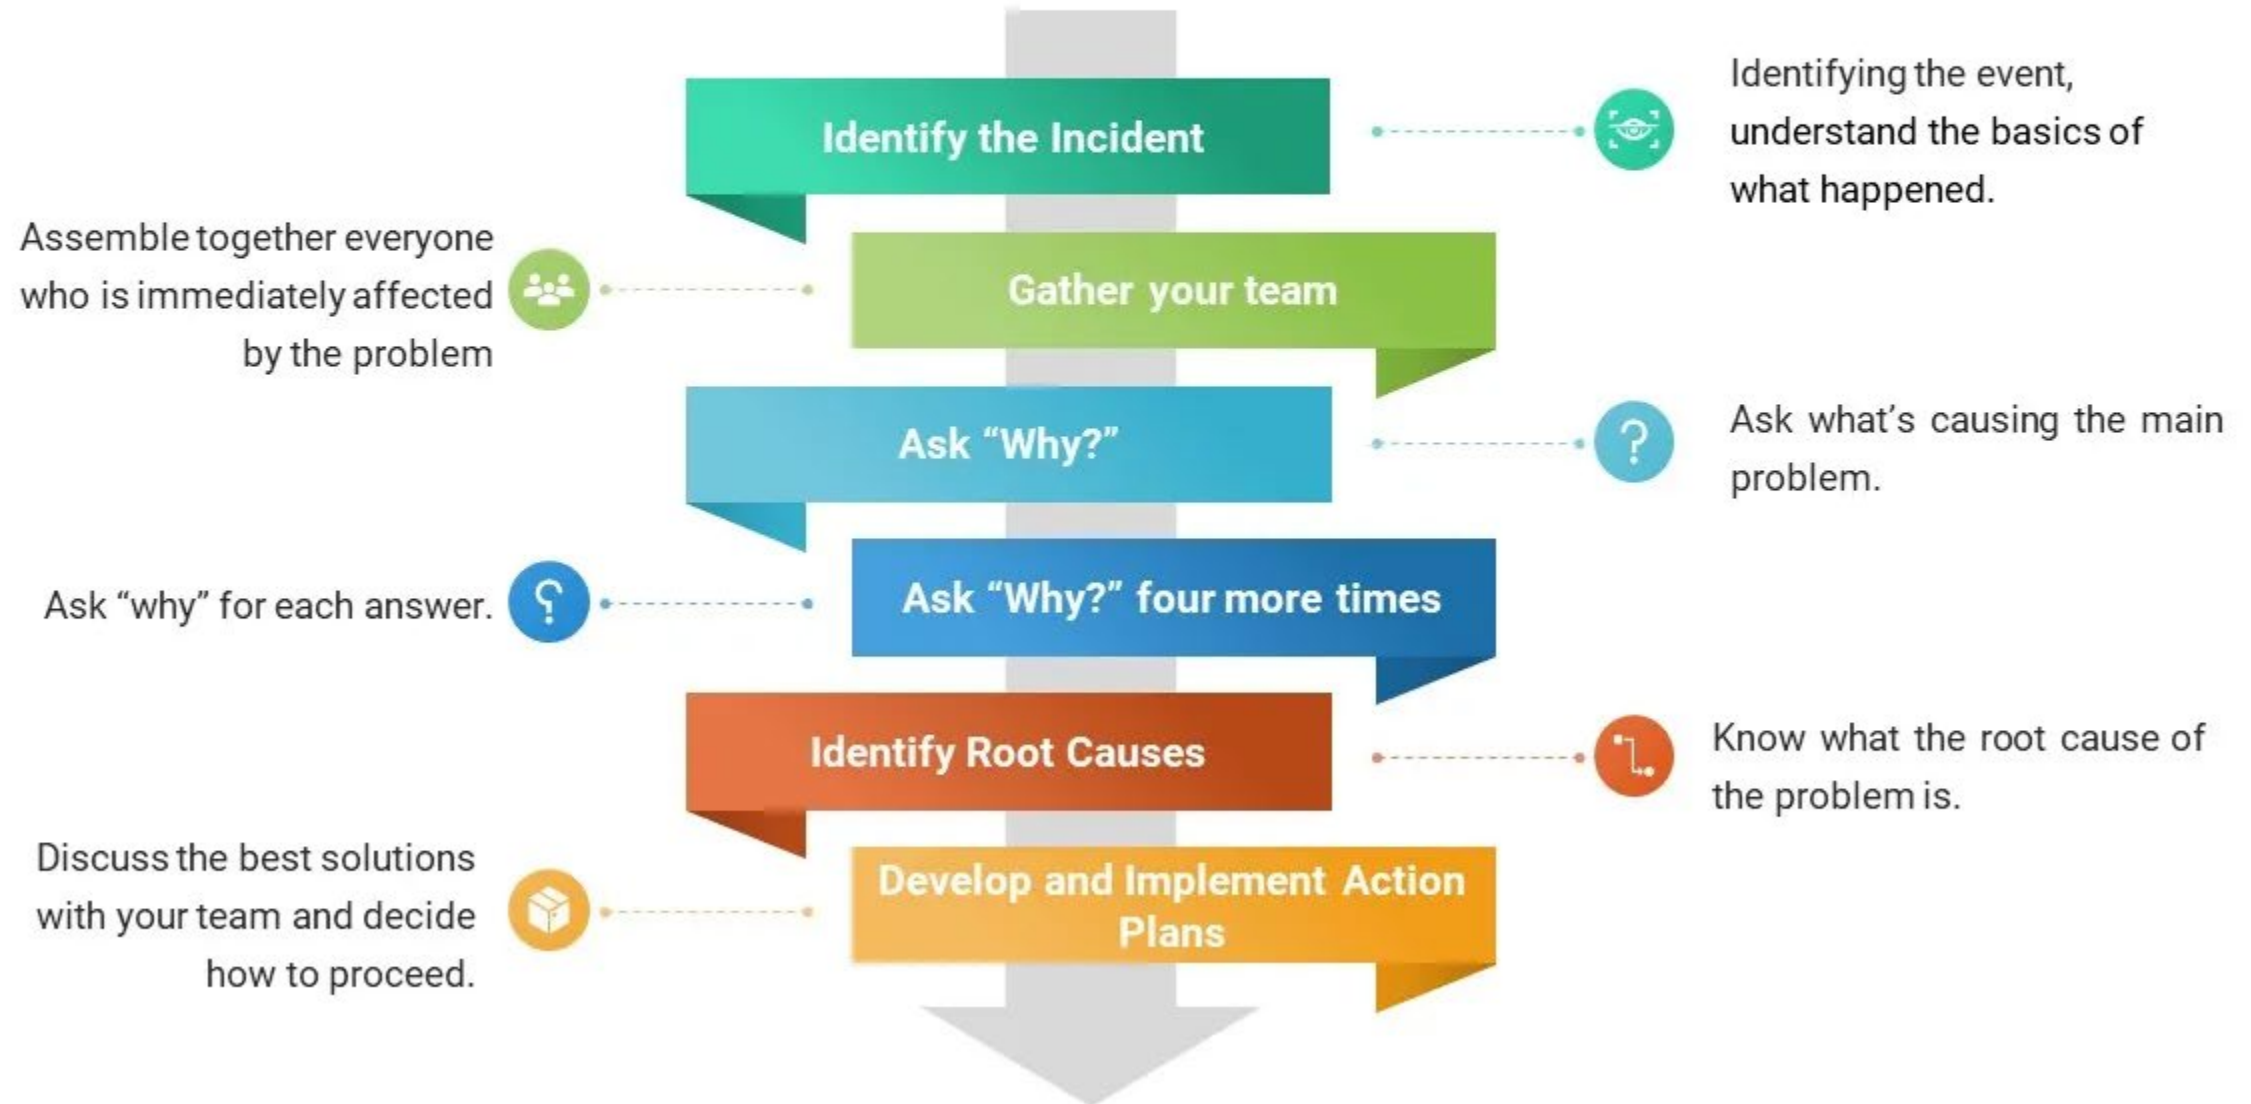 Identify the Incident
Identifying the event,
understand the basics of
what happened.
Gather your team
Assemble together everyone
who is immediately affected
by the problem
Ask “Why?”
Ask what’s causing the main
problem.
Ask “Why?” four more times
Ask “why” for each answer.
Identify Root Causes
Know what the root cause of
the problem is.
Develop and Implement Action
Plans
Discuss the best solutions
with your team and decide
how to proceed.